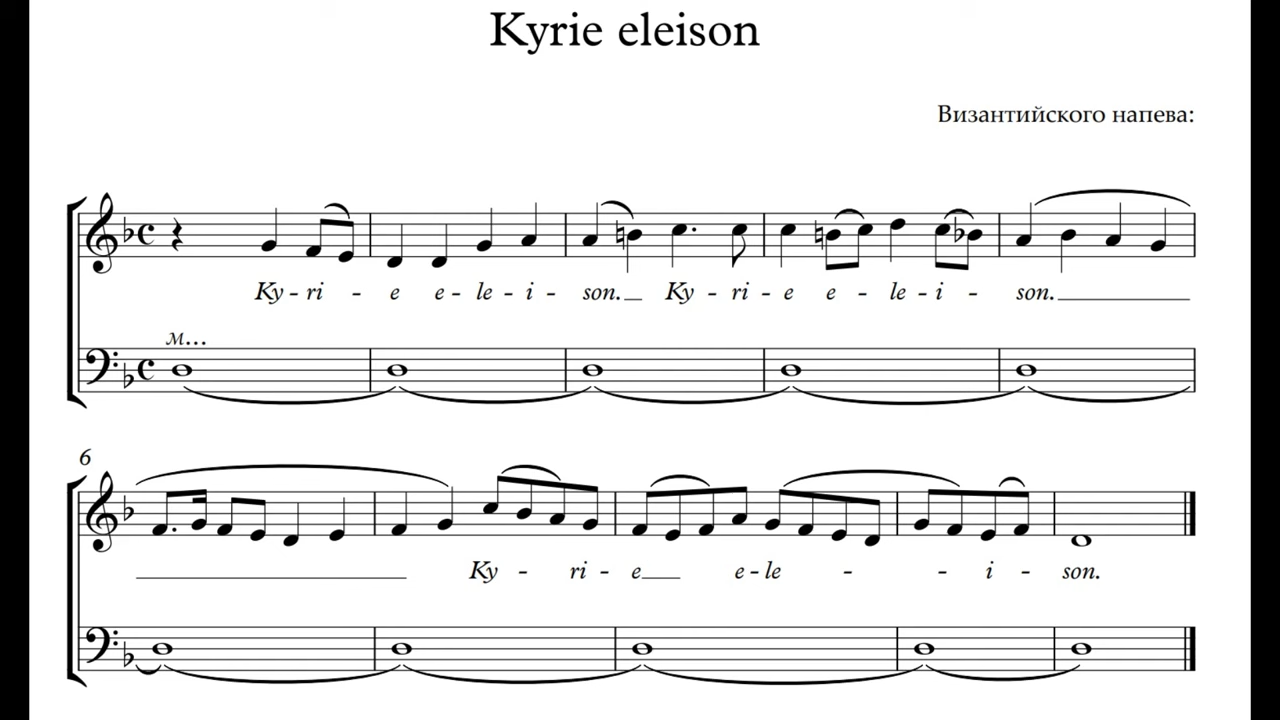 Kyrie eleison
Византийского напева:
Ky - ri - e e - le - i - son. Ky - ri - e e - le - i - son.
м...
6
Ky - ri - e e - le - - i - son.